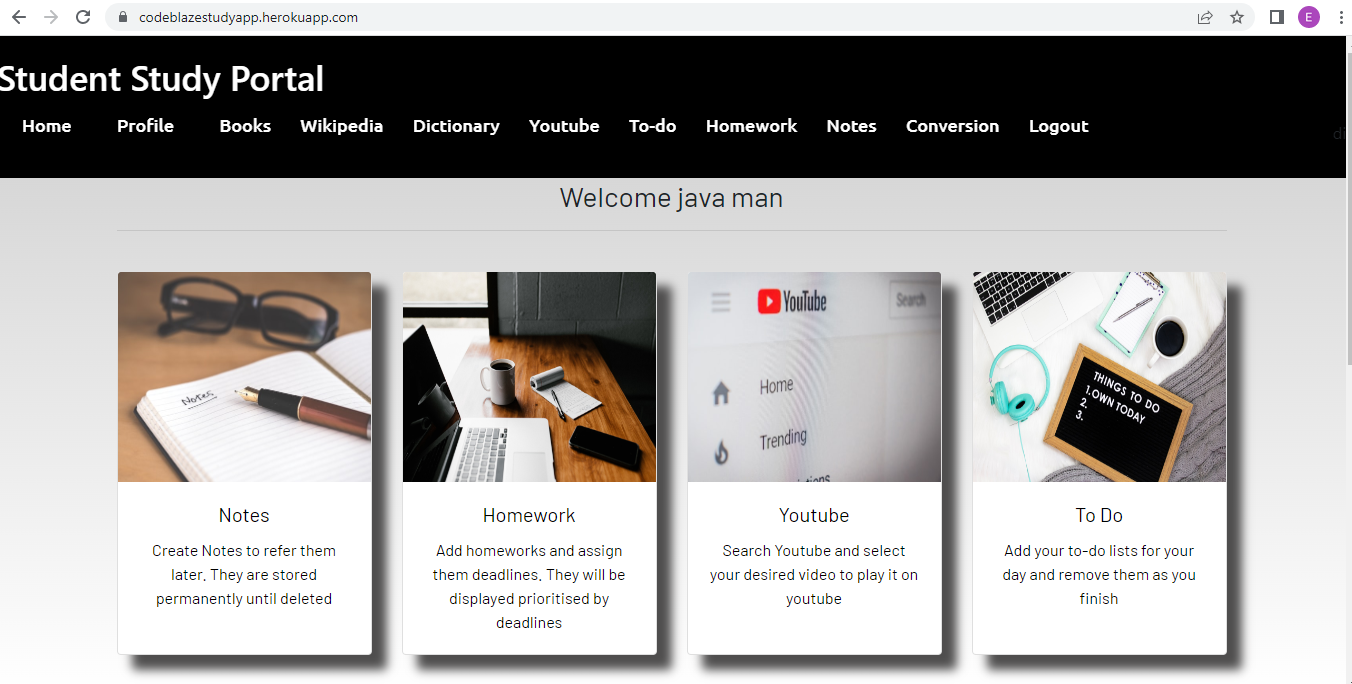 codeblazestudyapp.herokuapp.com
E
Student Study Portal
Home Profile Books Wikipedia Dictionary Youtube To-do Homework Notes Conversion Logout
di
Welcome java man
Notes
YouTube
Search
Home
Trending
THINGS TO DO
1.OWN TODAY
2.
3.
Notes
Create Notes to refer them
later. They are stored
permanently until deleted
Homework
Add homeworks and assign
them deadlines. They will be
displayed prioritised by
deadlines
Youtube
Search Youtube and select
your desired video to play it on
youtube
To Do
Add your to-do lists for your
day and remove them as you
finish